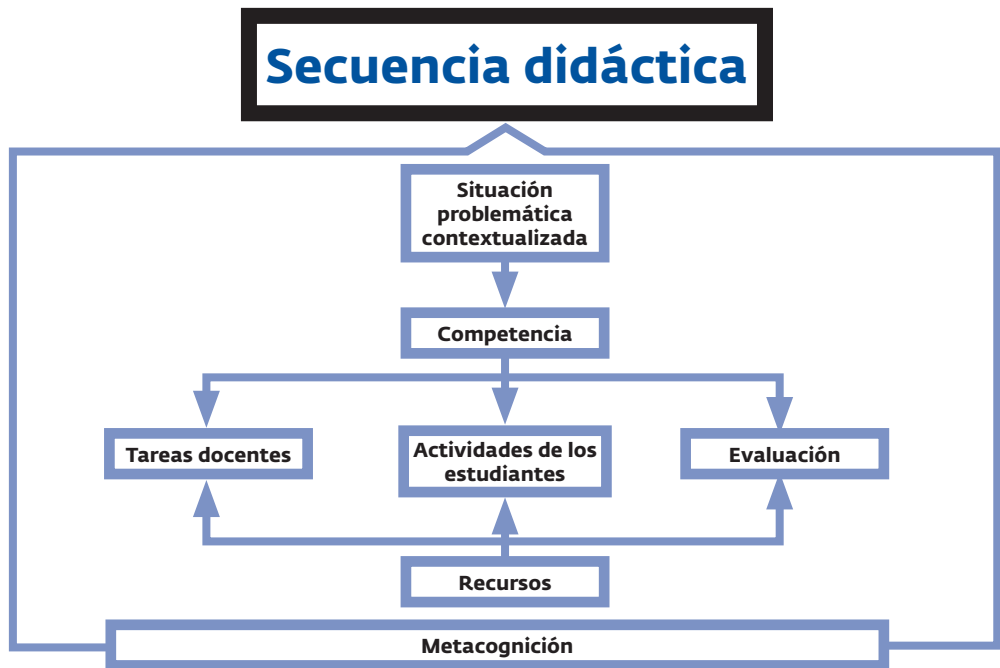 Secuencia didáctica
Situación
problemática
contextualizada
Competencia
Tareas docentes
Actividades de los
estudiantes
Evaluación
Recursos
Metacognición